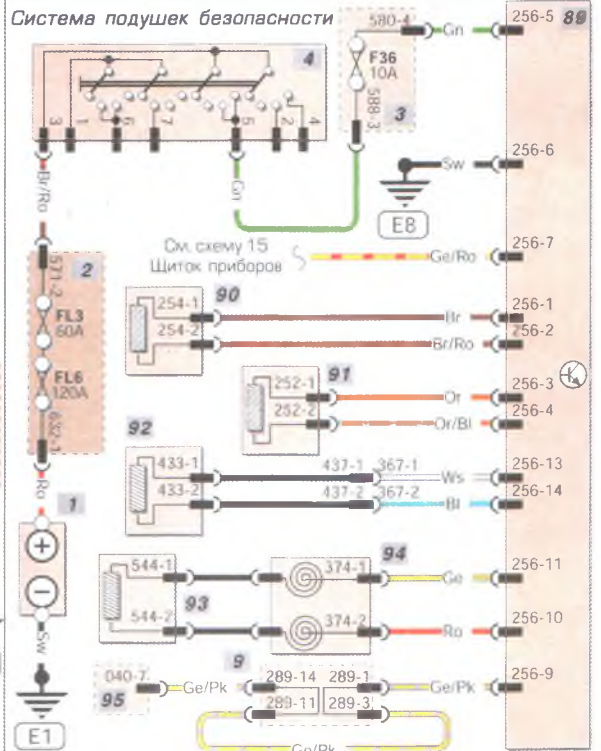 Система подушек безопасности
580-4
Gn
256-5
89
4
F36
10A
588-3
3
3
1
6
7
5
2
4
256-6
Sw
E8
Br/Ro
Gn
См. схему 15
Щиток приборов
Ge/Ro
256-7
571-2
2
FL3
60A
FL6
120A
632-1
90
254-1
254-2
Br
Br/Ro
256-1
256-2
91
252-1
252-2
Or
Or/Bl
256-3
256-4
92
433-1
433-2
437-1
367-1
437-2
367-2
Ws
Bl
256-13
256-14
Ro
1
+
−
544-1
544-2
93
374-1
374-2
94
Ge
Ro
256-11
256-10
Sw
E1
040-7
95
Ge/Pk
9
289-14
289-1
289-11
289-3
Ge/Pk
256-9
Ge/Pk